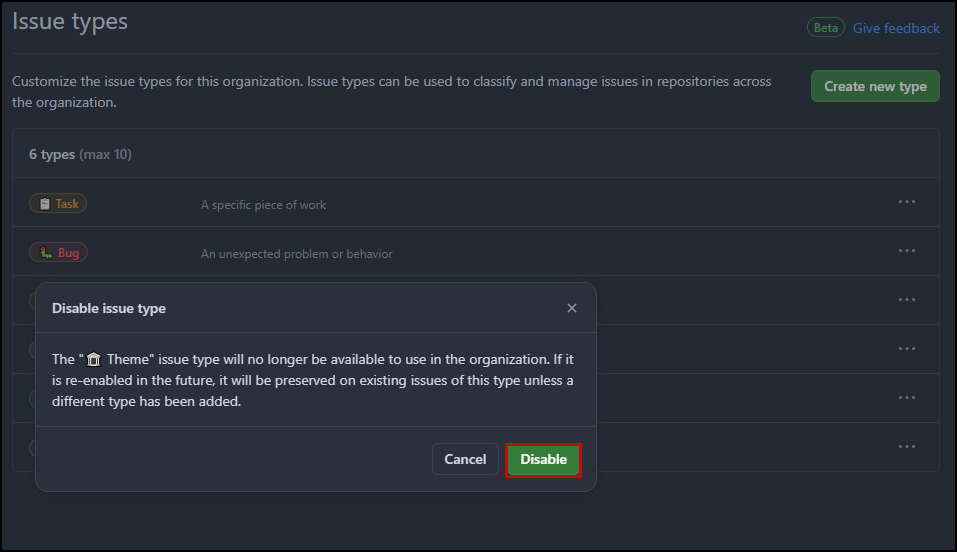 Issue types
Beta Give feedback
Customize the issue types for this organization. Issue types can be used to classify and manage issues in repositories across
the organization.
Create new type
6 types (max 10)
Task A specific piece of work
Bug An unexpected problem or behavior
Disable issue type
The "🏛 Theme" issue type will no longer be available to use in the organization. If it
is re-enabled in the future, it will be preserved on existing issues of this type unless a
different type has been added.
Cancel Disable